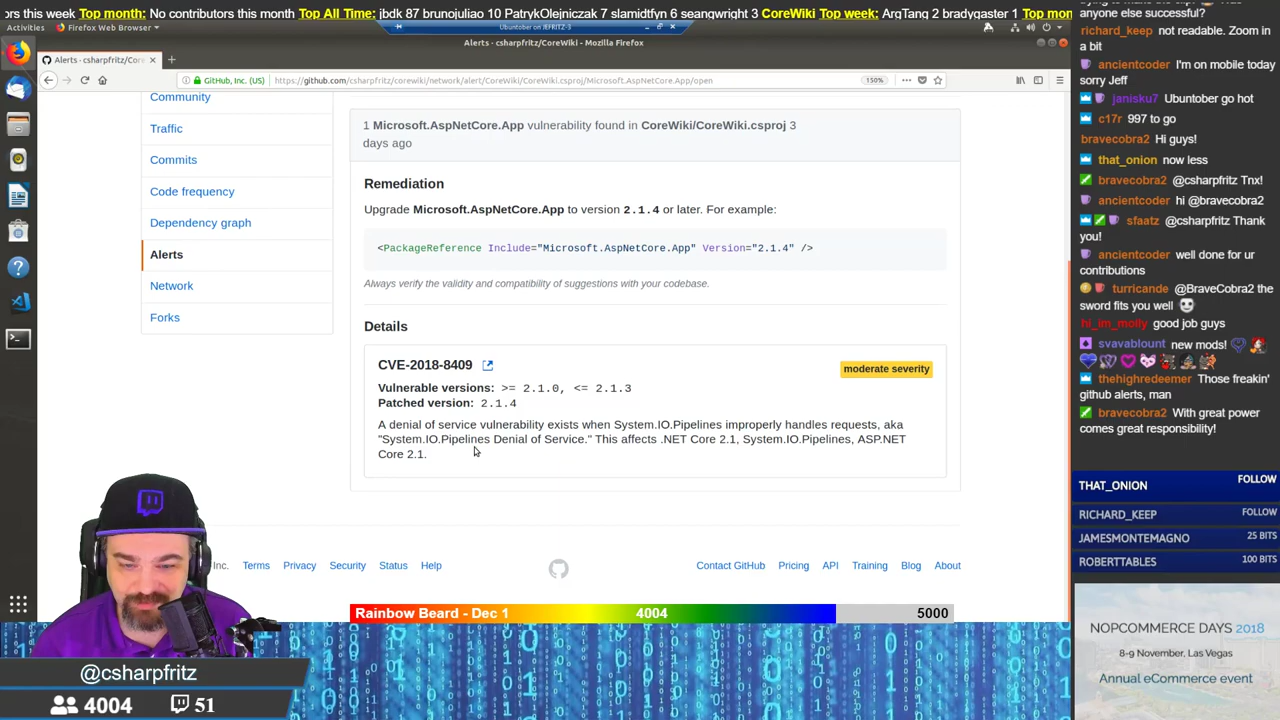 ors this week Top month: No contributors this month Top All Time: jbdk 87 brunojuliao 10 PatrykOlejniczak 7 slamidtfyn 6 seangwright 3 CoreWiki Top week: ArgTang 2 bradygaster 1 Top mon
Activities
Firefox Web Browser
Ubuntober on JEFRITZ-3
Alerts · csharpfritz/CoreWiki - Mozilla Firefox
Alerts · csharpfritz/Core
GitHub, Inc. (US)
https://github.com/csharpfritz/corewiki/network/alert/CoreWiki/CoreWiki.csproj/Microsoft.AspNetCore.App/open
150%
Community
Traffic
Commits
Code frequency
Dependency graph
Alerts
Network
Forks
1 Microsoft.AspNetCore.App vulnerability found in CoreWiki/CoreWiki.csproj 3
days ago
Remediation
Upgrade Microsoft.AspNetCore.App to version 2.1.4 or later. For example:
<PackageReference Include="Microsoft.AspNetCore.App" Version="2.1.4" />
Always verify the validity and compatibility of suggestions with your codebase.
Details
CVE-2018-8409
moderate severity
Vulnerable versions: >= 2.1.0, <= 2.1.3
Patched version: 2.1.4
A denial of service vulnerability exists when System.IO.Pipelines improperly handles requests, aka
"System.IO.Pipelines Denial of Service." This affects .NET Core 2.1, System.IO.Pipelines, ASP.NET
Core 2.1.
Inc.
Terms
Privacy
Security
Status
Help
Contact GitHub
Pricing
API
Training
Blog
About
Rainbow Beard - Dec 1
4004
5000
@csharpfritz
4004
51
anyone else successful?
richard_keep not readable. Zoom in
a bit
ancientcoder I'm on mobile today
sorry Jeff
janisku7 Ubuntober go hot
c17r 997 to go
bravecobra2 Hi guys!
that_onion now less
bravecobra2 @csharpfritz Tnx!
ancientcoder hi @bravecobra2
sfaatz @csharpfritz Thank
you!
ancientcoder well done for ur
contributions
turricande @BraveCobra2 the
sword fits you well
hi_im_molly good job guys
svavablount new mods!
thehighredeemer Those freakin'
github alerts, man
bravecobra2 With great power
comes great responsibility!
THAT_ONION FOLLOW
RICHARD_KEEP FOLLOW
JAMESMONTEMAGNO 25 BITS
ROBERTTABLES 100 BITS
NOPCOMMERCE DAYS 2018
8-9 November, Las Vegas
Annual eCommerce event